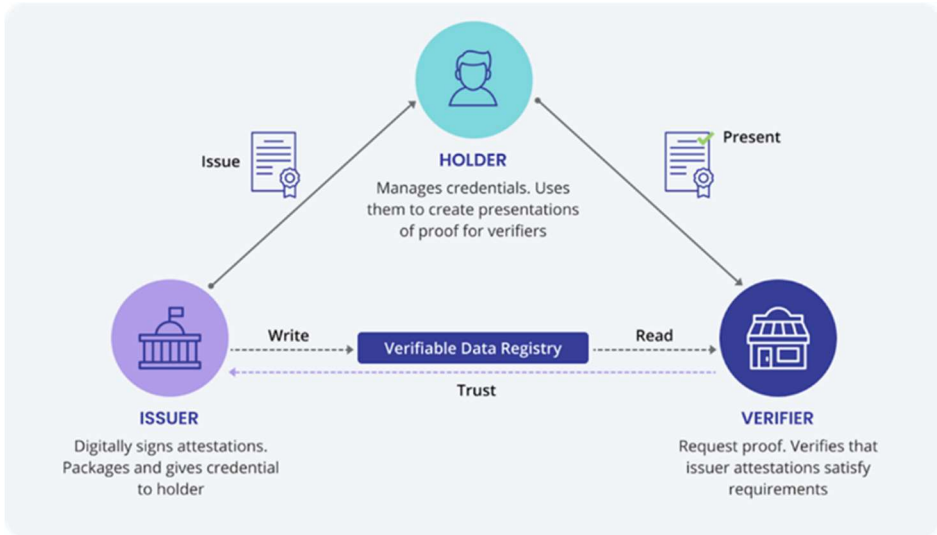 Issue
Present
HOLDER
Manages credentials. Uses
them to create presentations
of proof for verifiers
Write
Verifiable Data Registry
Read
Trust
ISSUER
Digitally signs attestations.
Packages and gives credential
to holder
VERIFIER
Request proof. Verifies that
issuer attestations satisfy
requirements